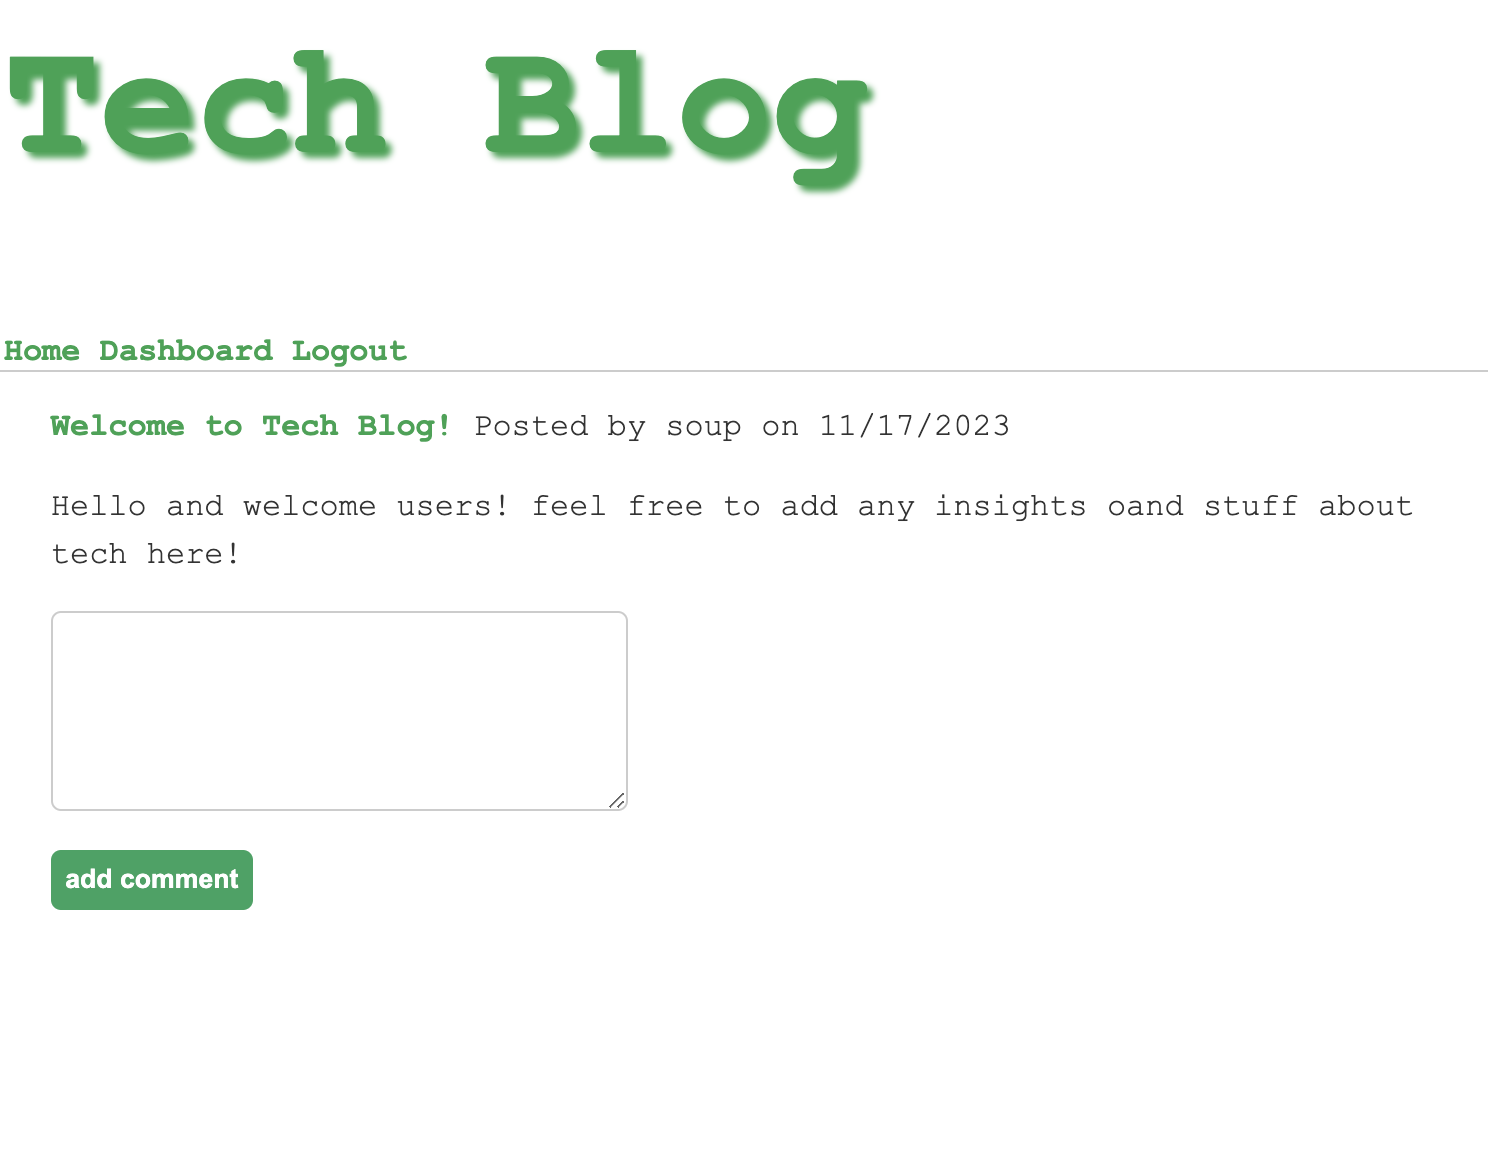 Tech Blog
Home Dashboard Logout
Welcome to Tech Blog! Posted by soup on 11/17/2023
Hello and welcome users! feel free to add any insights oand stuff about
tech here!
add comment